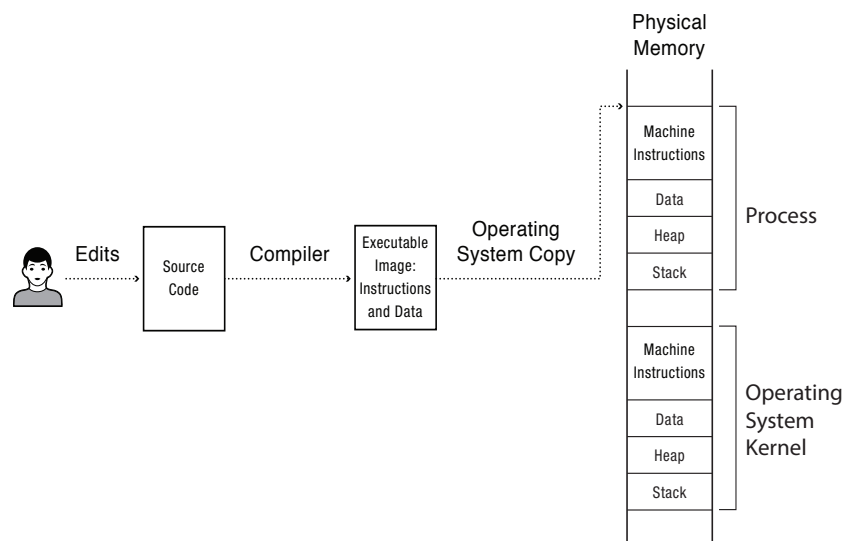 Physical
Memory
Machine
Instructions
Data
Heap
Stack
Process
Edits
Source
Code
Compiler
Executable
Image:
Instructions
and Data
Operating
System Copy
Machine
Instructions
Data
Heap
Stack
Operating
System
Kernel